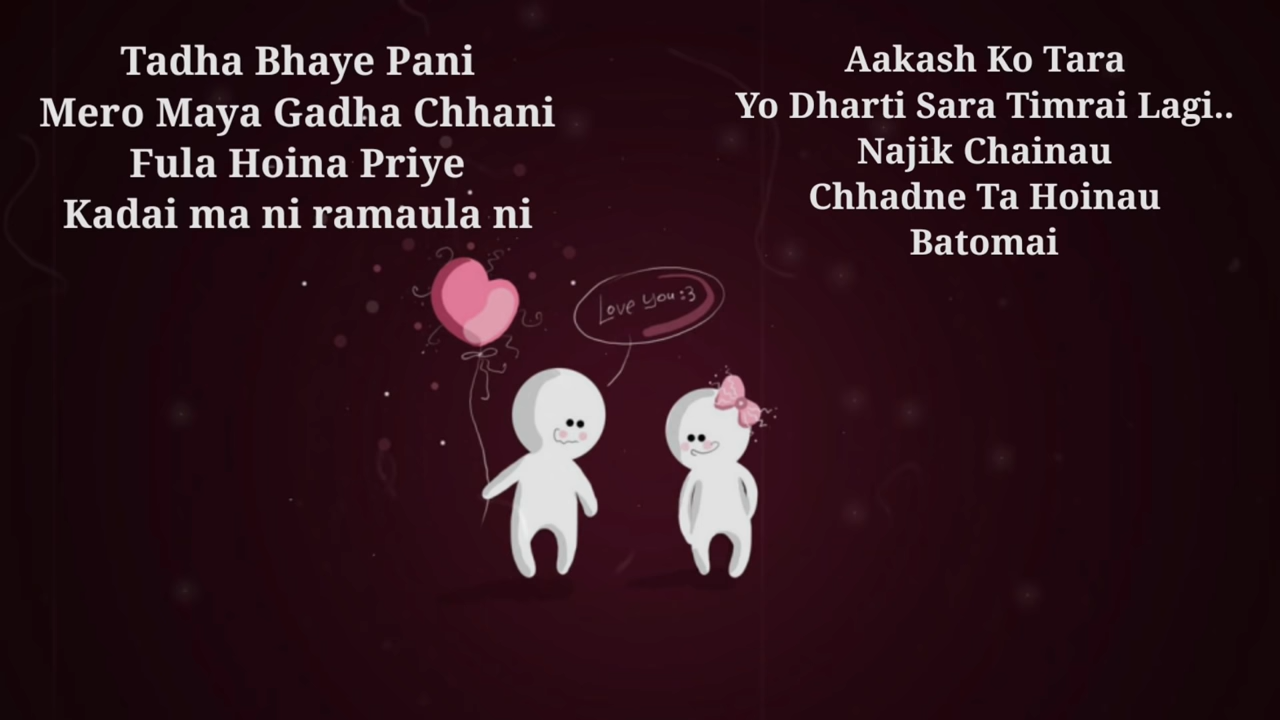 Tadha Bhaye Pani
Mero Maya Gadha Chhani
Fula Hoina Priye
Kadai ma ni ramaula ni
Aakash Ko Tara
Yo Dharti Sara Timrai Lagi..
Najik Chainau
Chhadne Ta Hoinau
Batomai
Love you :3